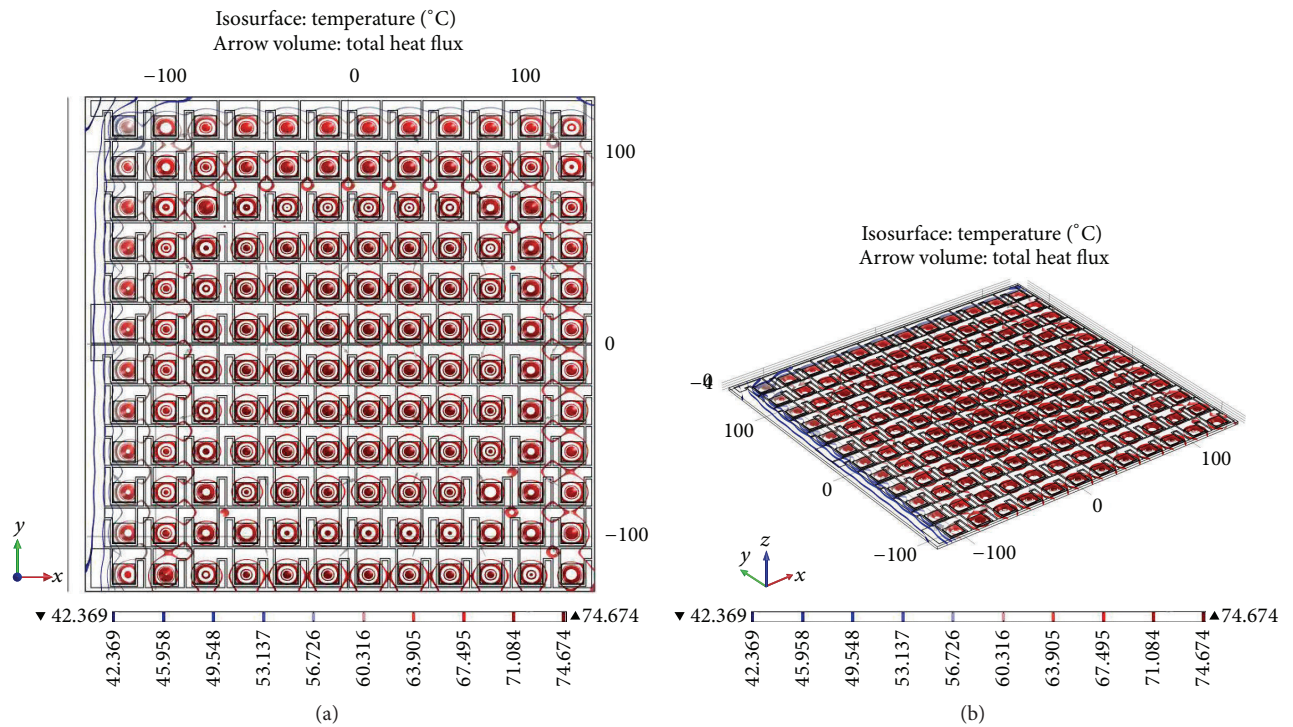 Isosurface: temperature (°C)
Arrow volume: total heat flux
−100 0 100
100
0
−100
y
x
▼ 42.369 ▲ 74.674
42.369
45.958
49.548
53.137
56.726
60.316
63.905
67.495
71.084
74.674
(a)
Isosurface: temperature (°C)
Arrow volume: total heat flux
0
100
100
0
0
−100
−100
y z x
▼ 42.369 ▲ 74.674
42.369
45.958
49.548
53.137
56.726
60.316
63.905
67.495
71.084
74.674
(b)